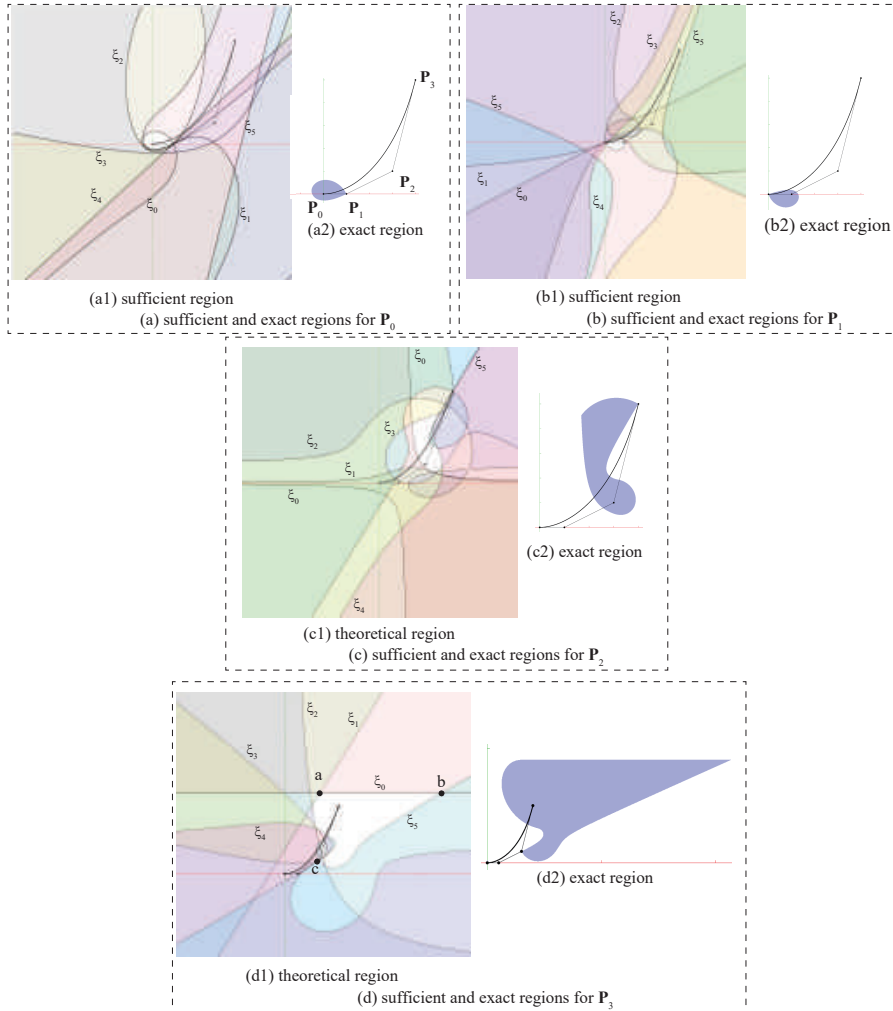 ξ2
ξ5
ξ3
ξ4
ξ0
ξ1
P3
P2
P0
P1
(a2) exact region
(a1) sufficient region
(a) sufficient and exact regions for P0
ξ2
ξ5
ξ3
ξ5
ξ1
ξ0
ξ4
(b2) exact region
(b1) sufficient region
(b) sufficient and exact regions for P1
ξ0
ξ5
ξ3
ξ2
ξ1
ξ0
ξ4
(c2) exact region
(c1) theoretical region
(c) sufficient and exact regions for P2
ξ2
ξ1
ξ3
a
ξ0
b
ξ5
ξ4
c
(d2) exact region
(d1) theoretical region
(d) sufficient and exact regions for P3